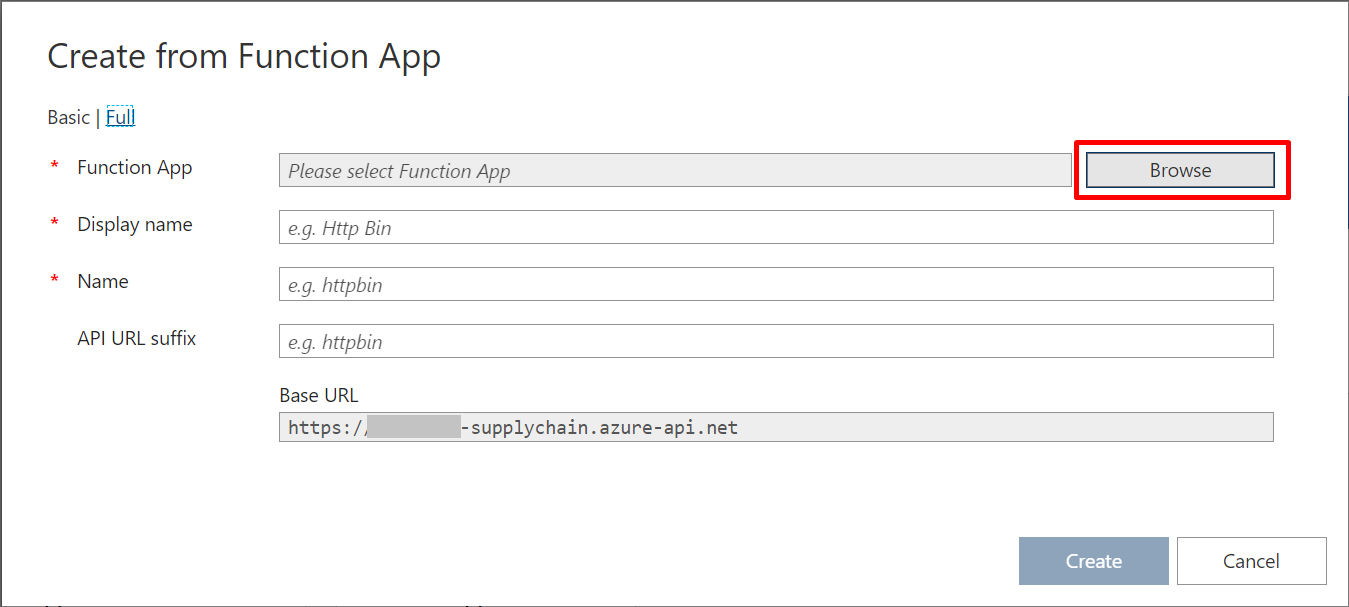 Create from Function App
Basic | Full
* Function App Please select Function App Browse
* Display name e.g. Http Bin
* Name e.g. httpbin
API URL suffix e.g. httpbin
Base URL
https:// -supplychain.azure-api.net
Create Cancel